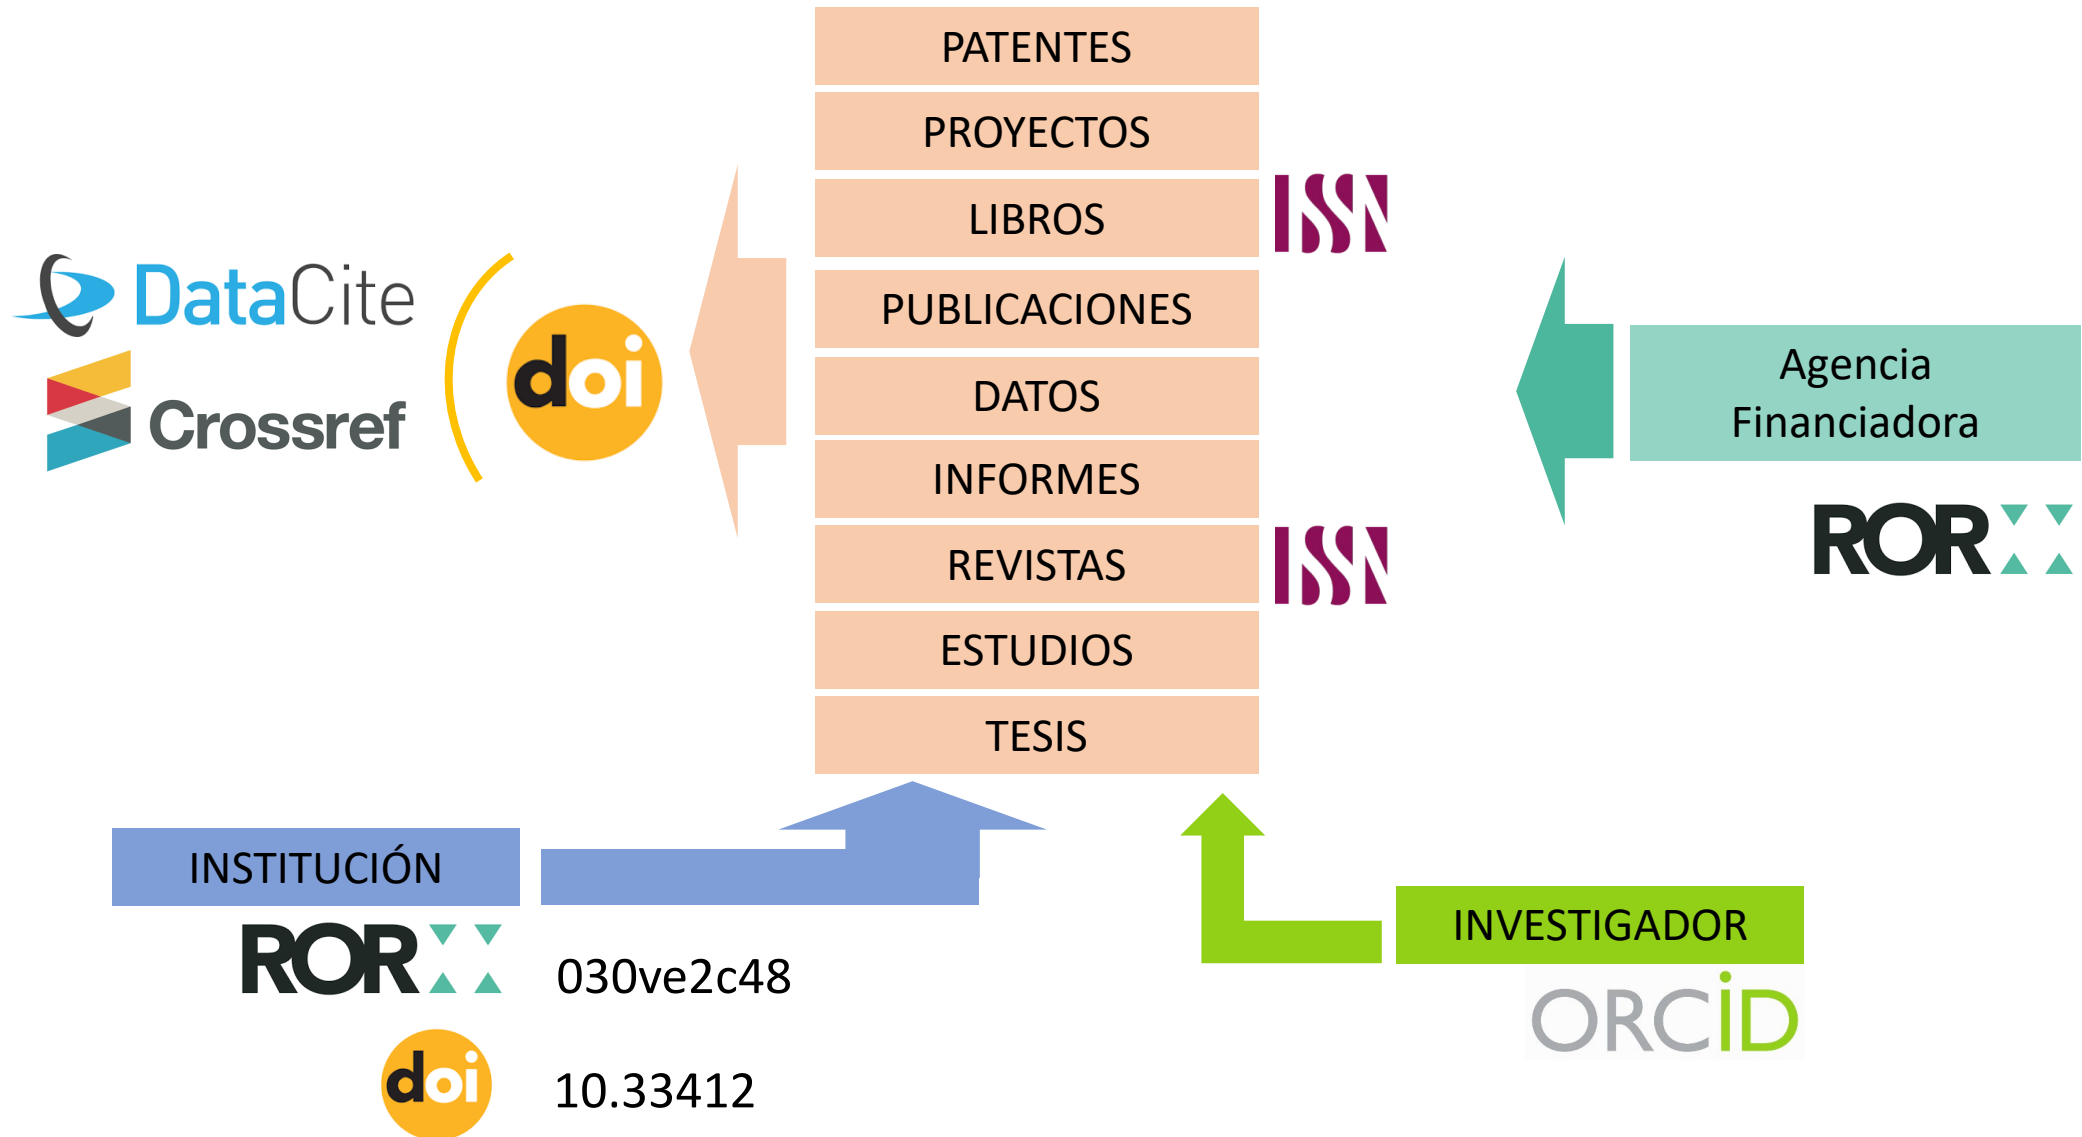 PATENTES
PROYECTOS
LIBROS
ISSN
PUBLICACIONES
DATOS
INFORMES
REVISTAS
ISSN
ESTUDIOS
TESIS
DataCite
Crossref
doi
Agencia
Financiadora
ROR
INSTITUCIÓN
ROR
030ve2c48
doi
10.33412
INVESTIGADOR
ORCiD